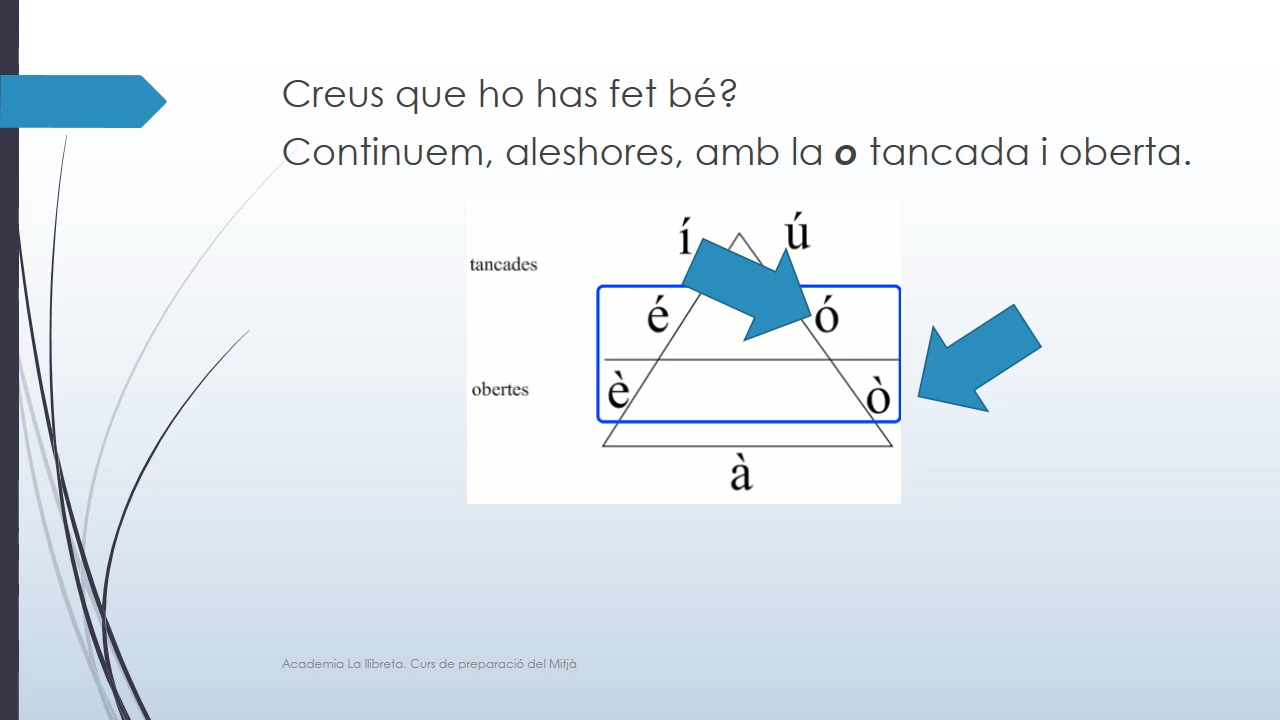 Creus que ho has fet bé?
Continuem, aleshores, amb la o tancada i oberta.
í ú
tancades
é ó
obertes è ò
à
Academia La llibreta. Curs de preparació del Mitjà